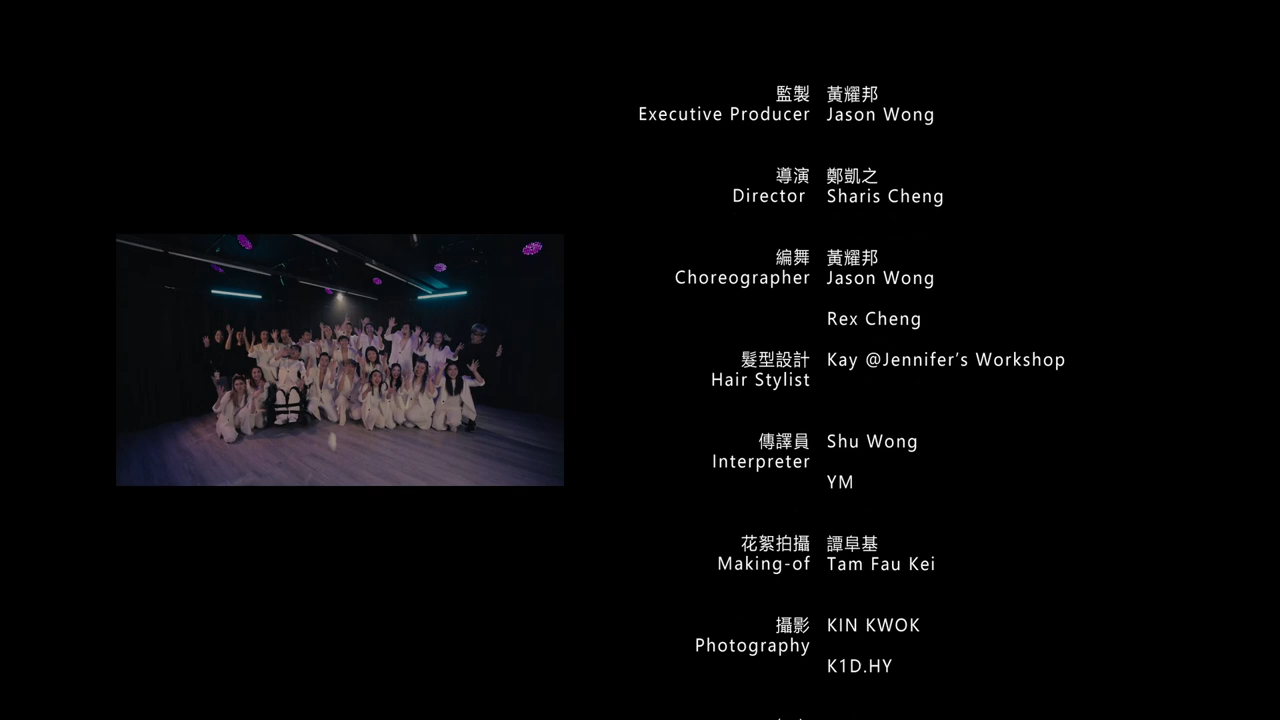 監製 黃耀邦
Executive Producer Jason Wong
導演 鄭凱之
Director Sharis Cheng
編舞 黃耀邦
Choreographer Jason Wong
Rex Cheng
髮型設計 Kay @Jennifer’s Workshop
Hair Stylist
傳譯員 Shu Wong
Interpreter
YM
花絮拍攝 譚阜基
Making-of Tam Fau Kei
攝影 KIN KWOK
Photography
K1D.HY